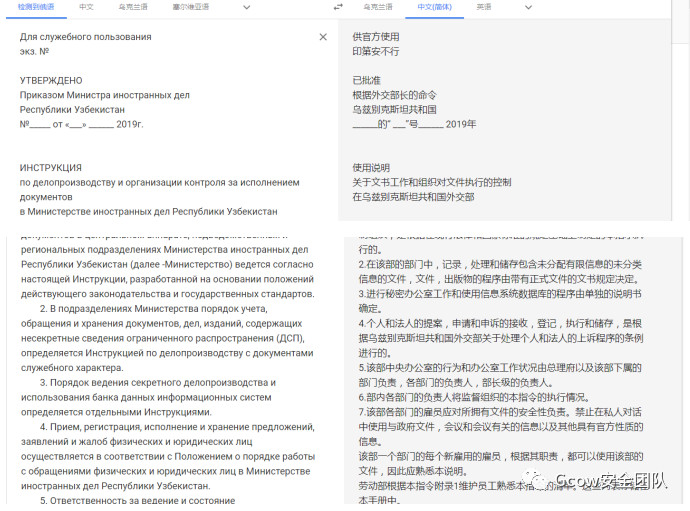 检测到俄语 中文 乌克兰语 塞尔维亚语 乌克兰语 中文(简体) 英语
Для служебного пользования
экз. №
УТВЕРЖДЕНО
Приказом Министра иностранных дел
Республики Узбекистан
№_____ от «___» ______ 2019г.
ИНСТРУКЦИЯ
по делопроизводству и организации контроля за исполнением
документов
в Министерстве иностранных дел Республики Узбекистан
供官方使用
印第安不行
已批准
根据外交部长的命令
乌兹别克斯坦共和国
______的“ ___”号______ 2019年
使用说明
关于文书工作和组织对文件执行的控制
在乌兹别克斯坦共和国外交部
региональных подразделениях Министерства иностранных дел
Республики Узбекистан (далее -Министерство) ведется согласно
настоящей Инструкции, разработанной на основании положений
действующего законодательства и государственных стандартов.
2. В подразделениях Министерства порядок учета,
обращения и хранения документов, дел, изданий, содержащих
несекретные сведения ограниченного распространения (ДСП),
определяется Инструкцией по делопроизводству с документами
служебного характера.
3. Порядок ведения секретного делопроизводства и
использования банка данных информационных систем
определяется отдельными Инструкциями.
4. Прием, регистрация, исполнение и хранение предложений,
заявлений и жалоб физических и юридических лиц
осуществляется в соответствии с Положением о порядке работы
с обращениями физических и юридических лиц в Министерстве
иностранных дел Республики Узбекистан.
5. Ответственность за ведение и состояние
行的。
2.在该部的部门中，记录，处理和储存包含未分配有限信息的未分类
信息的文件，文件，出版物的程序由带有正式文件的文书规定决定。
3.进行秘密办公室工作和使用信息系统数据库的程序由单独的说明书
确定。
4.个人和法人的提案，申请和申诉的接收，登记，执行和储存，是根
据乌兹别克斯坦共和国外交部关于处理个人和法人的上诉程序的条例
进行的。
5.该部中央办公室的行为和办公室工作状况由总理府以及该部下属的
部门负责，各部门的负责人，部长级的负责人。
6.部内各部门的负责人将监督组织的本指令的执行情况。
7.该部各部门的雇员应对所拥有文件的安全性负责。禁止在私人对话
中使用与政府文件，会议和会议有关的信息以及其他具有官方性质的
信息。
该部一个部门的每个新雇用的雇员，根据其职责，都可以使用该部的
文件，因此应熟悉本说明。
劳动部根据本指令附录1维护员工熟悉本指
本手册中。
Gcow安全团队